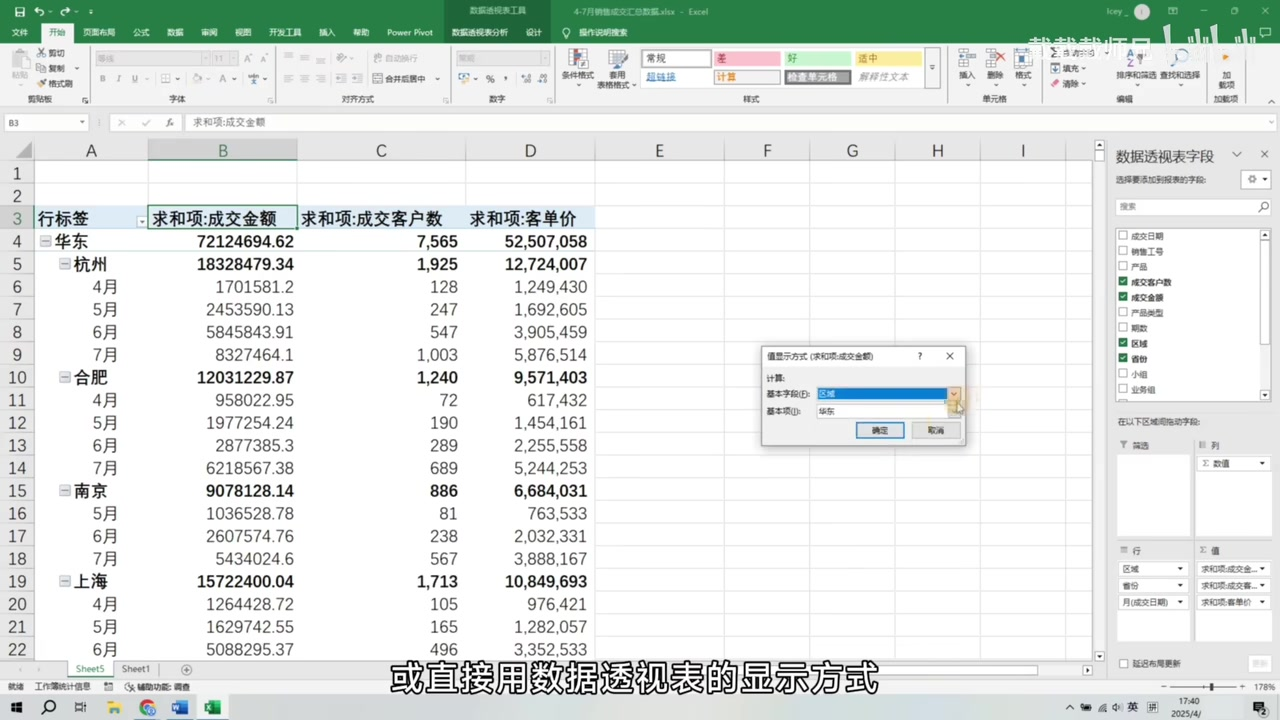 数据透视表工具
4-7月销售成交汇总数据.xlsx - Excel
Icey_
文件 开始 页面布局 公式 数据 审阅 视图 开发工具 插入 帮助 Power Pivot 数据透视表分析 设计 操作说明搜索
剪切
复制
格式刷
粘贴
剪贴板
等线 11
B I U
字体
自动换行
合并后居中
对齐方式
%
数字
条件格式
套用
表格格式
常规 差 好 适中
超链接 计算 检查单元格 解释性文本
样式
插入 删除 格式
单元格
填充
清除
排序和筛选 查找和选择
编辑
加
载项
加载项
B3 fx 求和项:成交金额
A B C D E F G H I
1
2
3 行标签 求和项:成交金额 求和项:成交客户数 求和项:客单价
4 华东 72124694.62 7,565 52,507,058
5 杭州 18328479.34 1,925 12,724,007
6 4月 1701581.2 128 1,249,430
7 5月 2453590.13 247 1,692,605
8 6月 5845843.91 547 3,905,459
9 7月 8327464.1 1,003 5,876,514
10 合肥 12031229.87 1,240 9,571,403
11 4月 958022.95 72 617,432
12 5月 1977254.24 190 1,454,161
13 6月 2877385.3 289 2,255,558
14 7月 6218567.38 689 5,244,253
15 南京 9078128.14 886 6,684,031
16 5月 1036528.78 81 763,533
17 6月 2607574.76 238 2,032,331
18 7月 5434024.6 567 3,888,167
19 上海 15722400.04 1,713 10,849,693
20 4月 1264428.72 105 976,421
21 5月 1629742.55 165 1,282,057
22 6月 5088295.37 496 3,352,533
值显示方式 (求和项:成交金额) ?
计算:
基本字段(F): 区域
基本项(I): 华东
确定 取消
数据透视表字段
选择要添加到报表的字段:
搜索
成交日期
销售工号
产品
成交客户数
成交金额
产品类型
期数
区域
省份
小组
业务组
在以下区域间拖动字段:
筛选 列
Σ 数值
行 Σ 值
区域 求和项:成交金...
省份 求和项:成交客...
月(成交日期) 求和项:客单价
延迟布局更新 更新
Sheet5 Sheet1
就绪 工作簿统计信息 辅助功能: 调查
178%
或直接用数据透视表的显示方式
英 拼
17:40
2025/4/